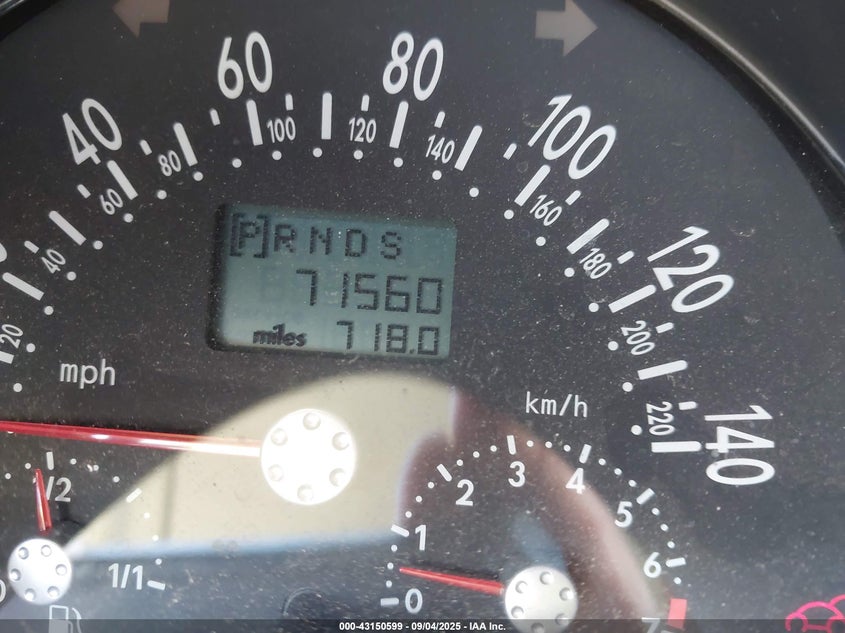 40 60 80 100 120 140
20 40 60 80 100 120 140 160 180 200 220
[P]RNDS
71560
miles 718.0
mph
km/h
1/2
1/1
0 1 2 3 4 5 6 7
000-43150599 - 09/04/2025 - IAA Inc.